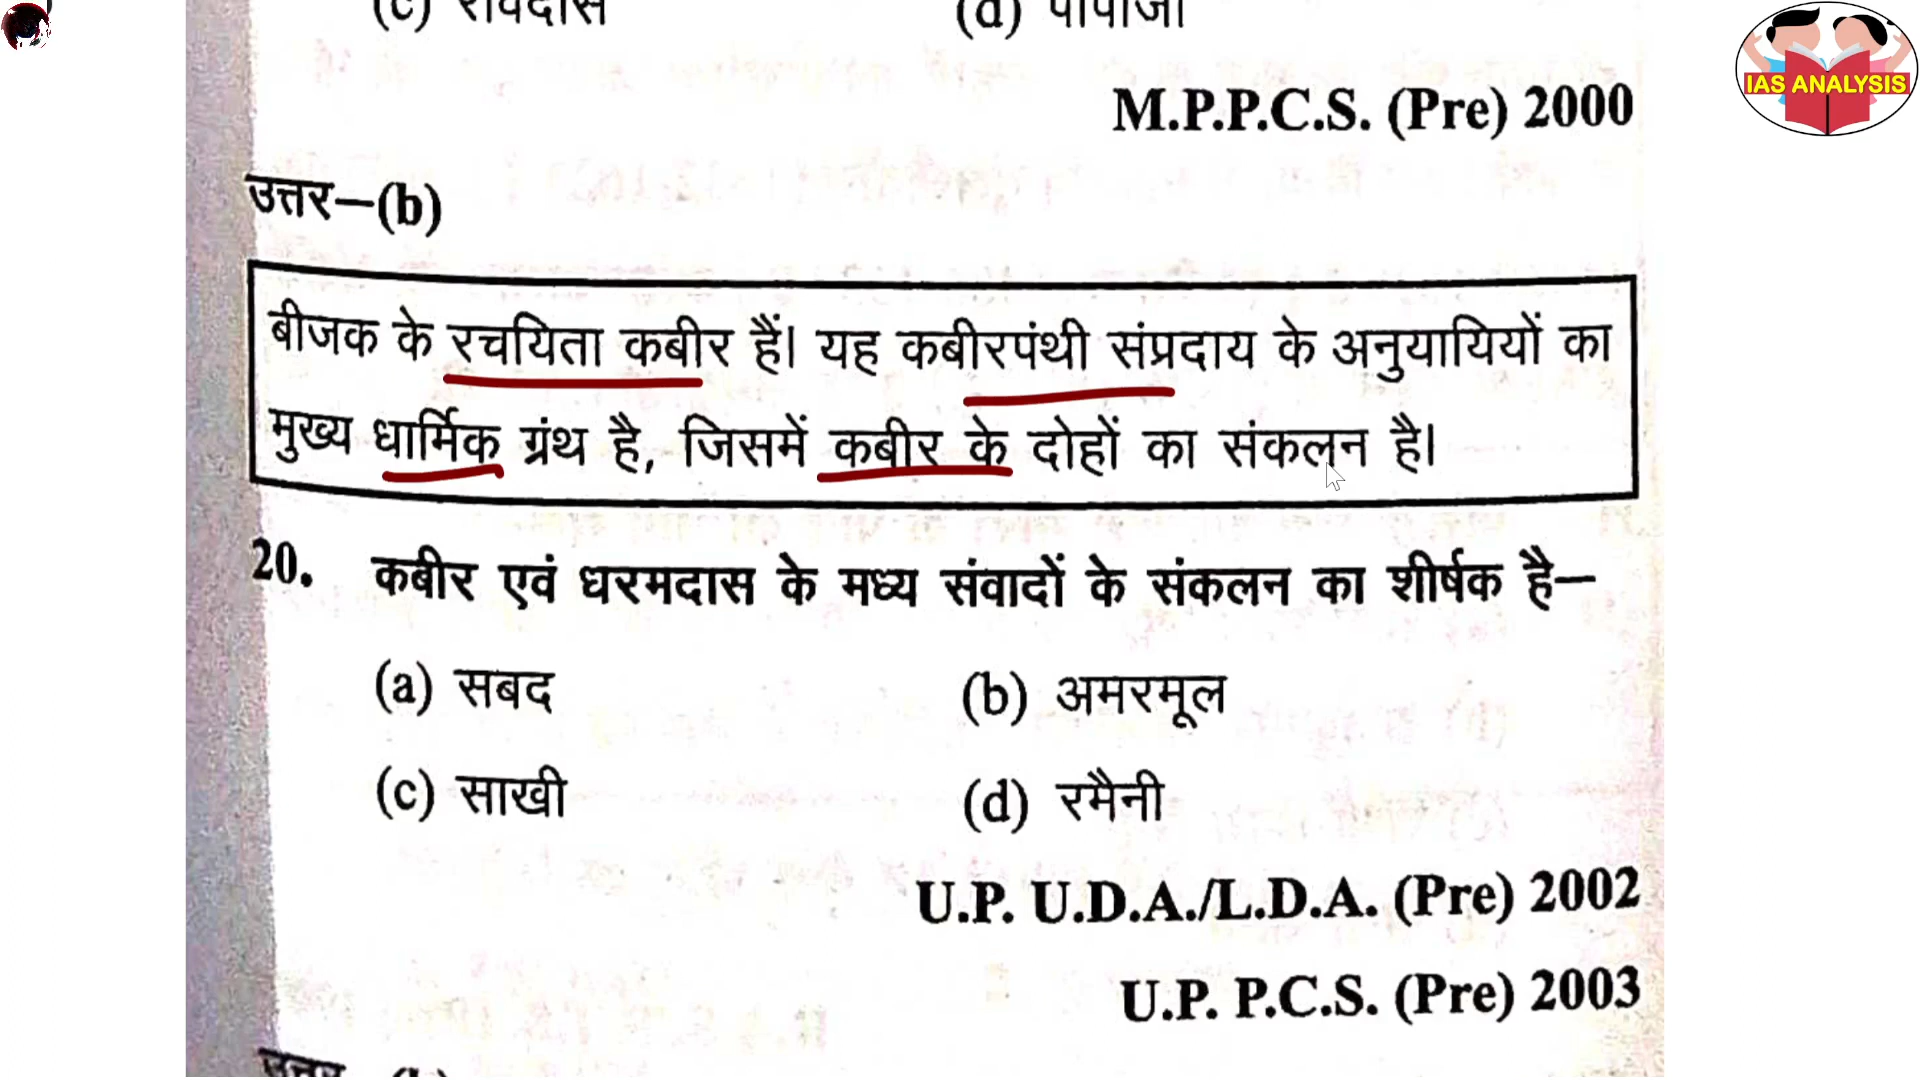 (c) रविदास (d) पीपाजी
IAS ANALYSIS
M.P.P.C.S. (Pre) 2000
उत्तर—(b)
बीजक के रचयिता कबीर हैं। यह कबीरपंथी संप्रदाय के अनुयायियों का
मुख्य धार्मिक ग्रंथ है, जिसमें कबीर के दोहों का संकलन है।
20. कबीर एवं धरमदास के मध्य संवादों के संकलन का शीर्षक है—
(a) सबद (b) अमरमूल
(c) साखी (d) रमैनी
U.P. U.D.A./L.D.A. (Pre) 2002
U.P. P.C.S. (Pre) 2003